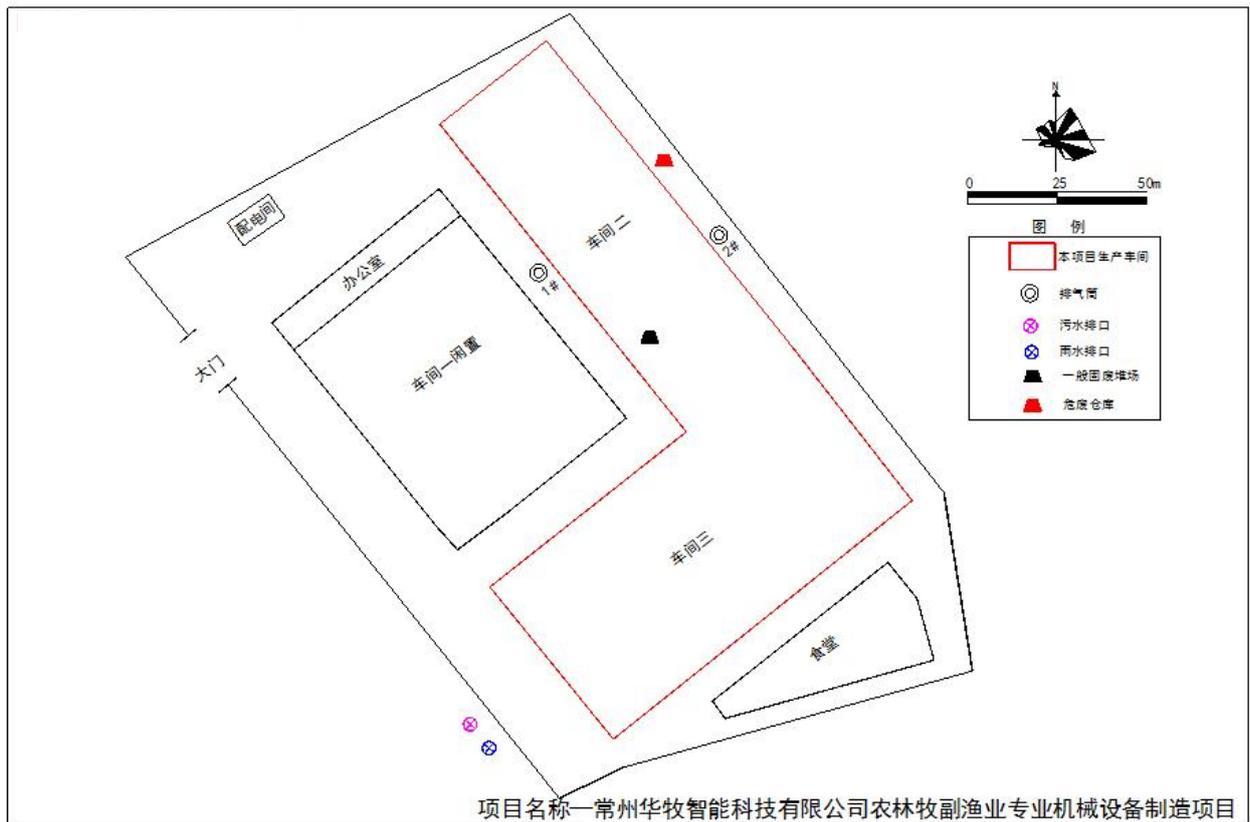 N
0 25 50m
图 例
本项目生产车间
排气筒
污水排口
雨水排口
一般固废堆场
危废仓库
配电间
办公室
车间二
2#
1#
车间一闲置
大门
车间三
食堂
项目名称—常州华牧智能科技有限公司农林牧副渔业专业机械设备制造项目